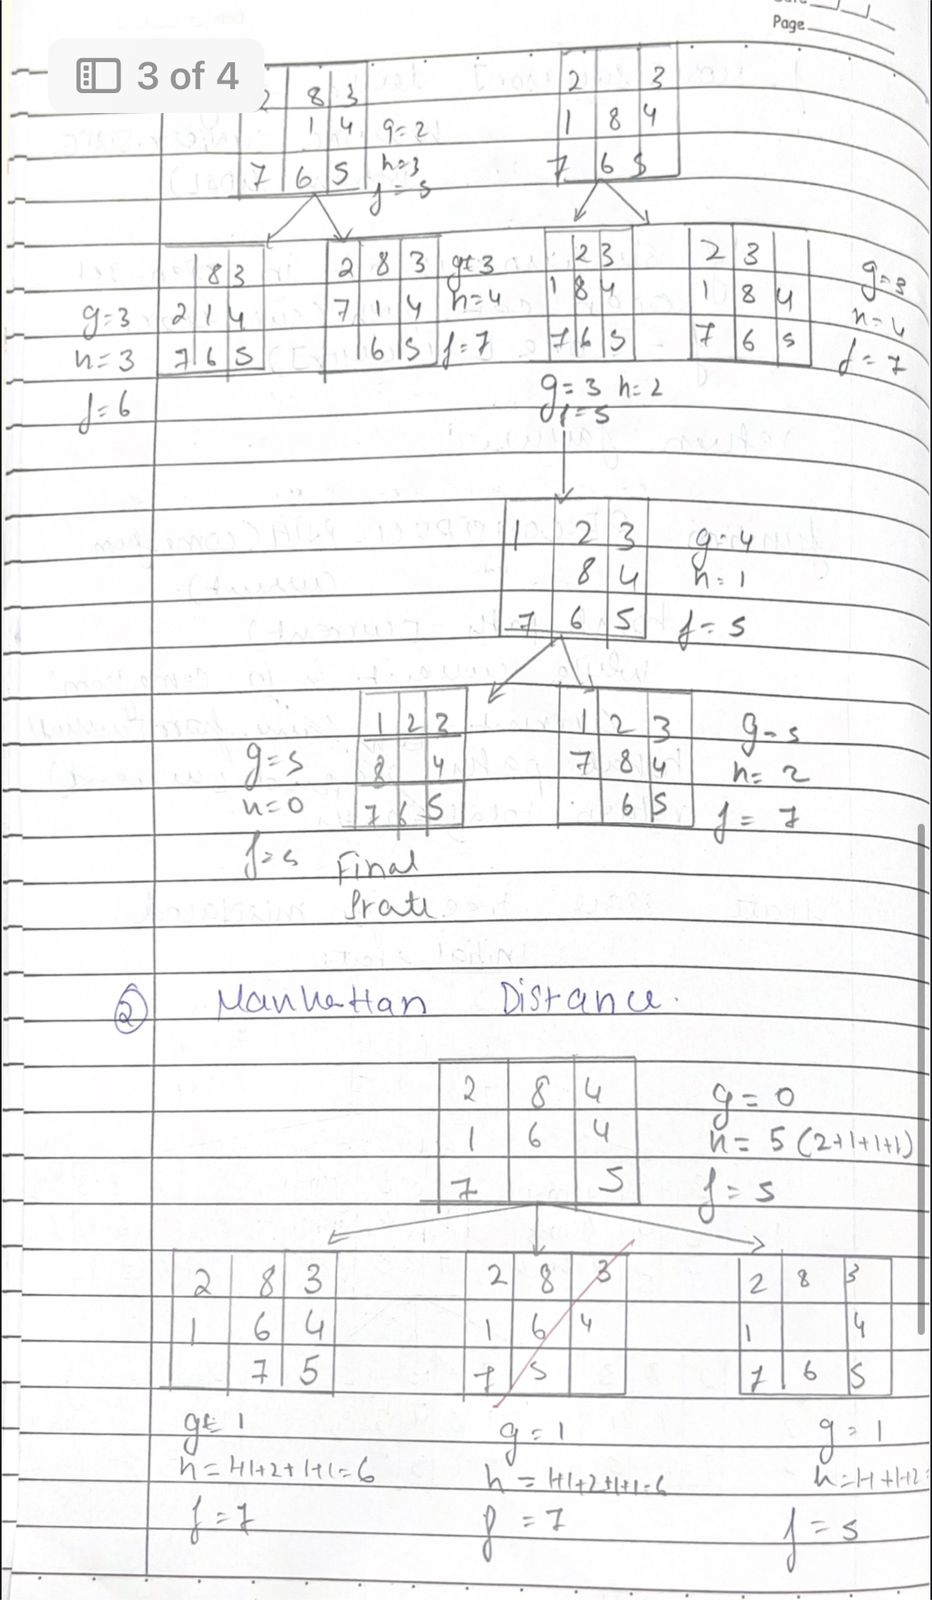 Page
3 of 4
2 8 3
1 4
7 6 5
g=2
h=3
f=5
2 3
1 8 4
7 6 5
8 3
2 1 4
7 6 5
g=3
h=3
f=6
2 8 3
7 1 4
6 5
g=3
h=4
f=7
2 3
1 8 4
7 6 5
g=3 h=2
f=5
2 3
1 8 4
7 6 5
g=3
h=4
f=7
1 2 3
8 4
7 6 5
g=4
h=1
f=5
1 2 3
8 4
7 6 5
g=5
h=0
f=5
Final
State
1 2 3
7 8 4
6 5
g=5
h=2
f=7
② Manhattan Distance.
2 8 4
1 6 4
7 5
g=0
h=5 (2+1+1+1)
f=5
2 8 3
1 6 4
7 5
g=1
h=1+1+2+1+1=6
f=7
2 8 3
1 6 4
7 5
g=1
h=1+1+2+1+1=6
f=7
2 8 3
1 4
7 6 5
g=1
h=1+1+2
f=5